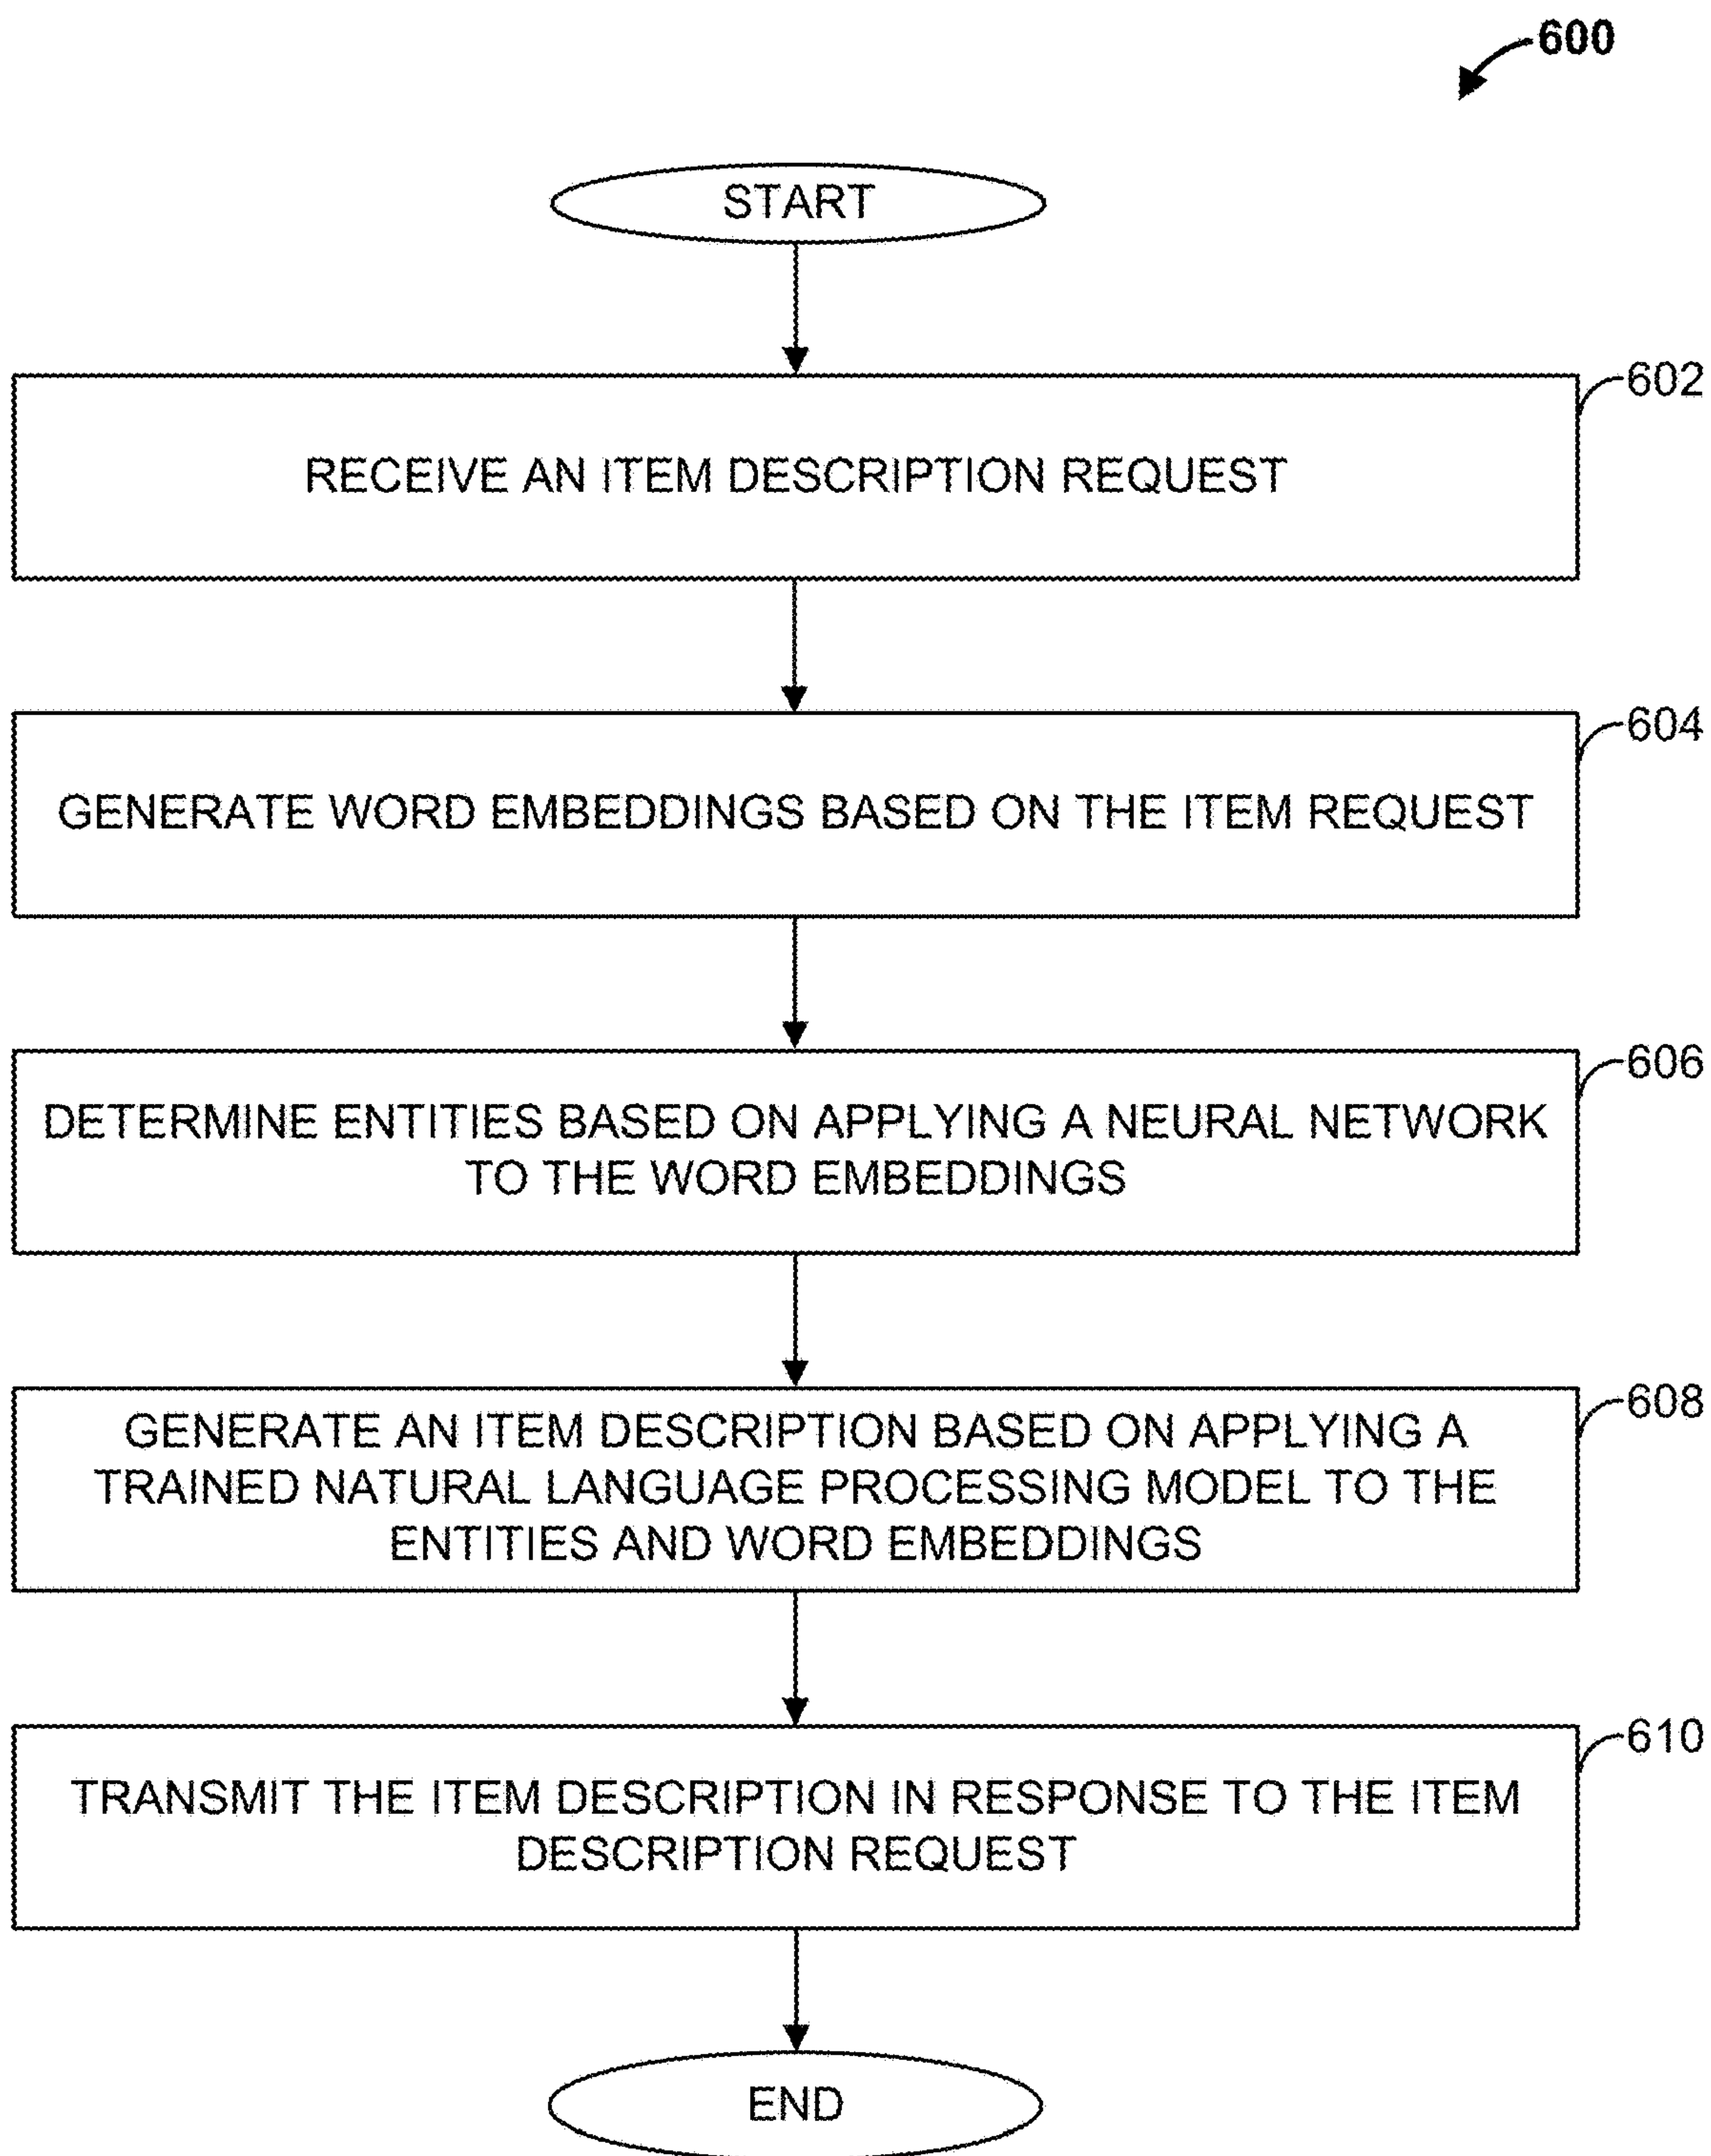 600
START
602
RECEIVE AN ITEM DESCRIPTION REQUEST
604
GENERATE WORD EMBEDDINGS BASED ON THE ITEM REQUEST
606
DETERMINE ENTITIES BASED ON APPLYING A NEURAL NETWORK
TO THE WORD EMBEDDINGS
608
GENERATE AN ITEM DESCRIPTION BASED ON APPLYING A
TRAINED NATURAL LANGUAGE PROCESSING MODEL TO THE
ENTITIES AND WORD EMBEDDINGS
610
TRANSMIT THE ITEM DESCRIPTION IN RESPONSE TO THE ITEM
DESCRIPTION REQUEST
END